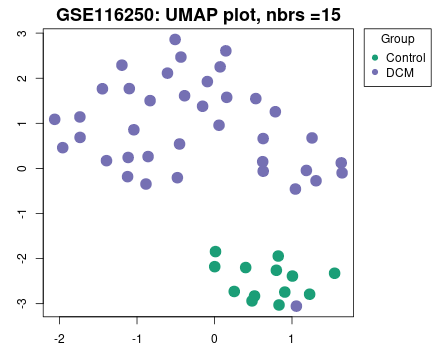 GSE116250: UMAP plot, nbrs =15
Group
Control
DCM
3
2
1
0
-1
-2
-3
-2
-1
0
1